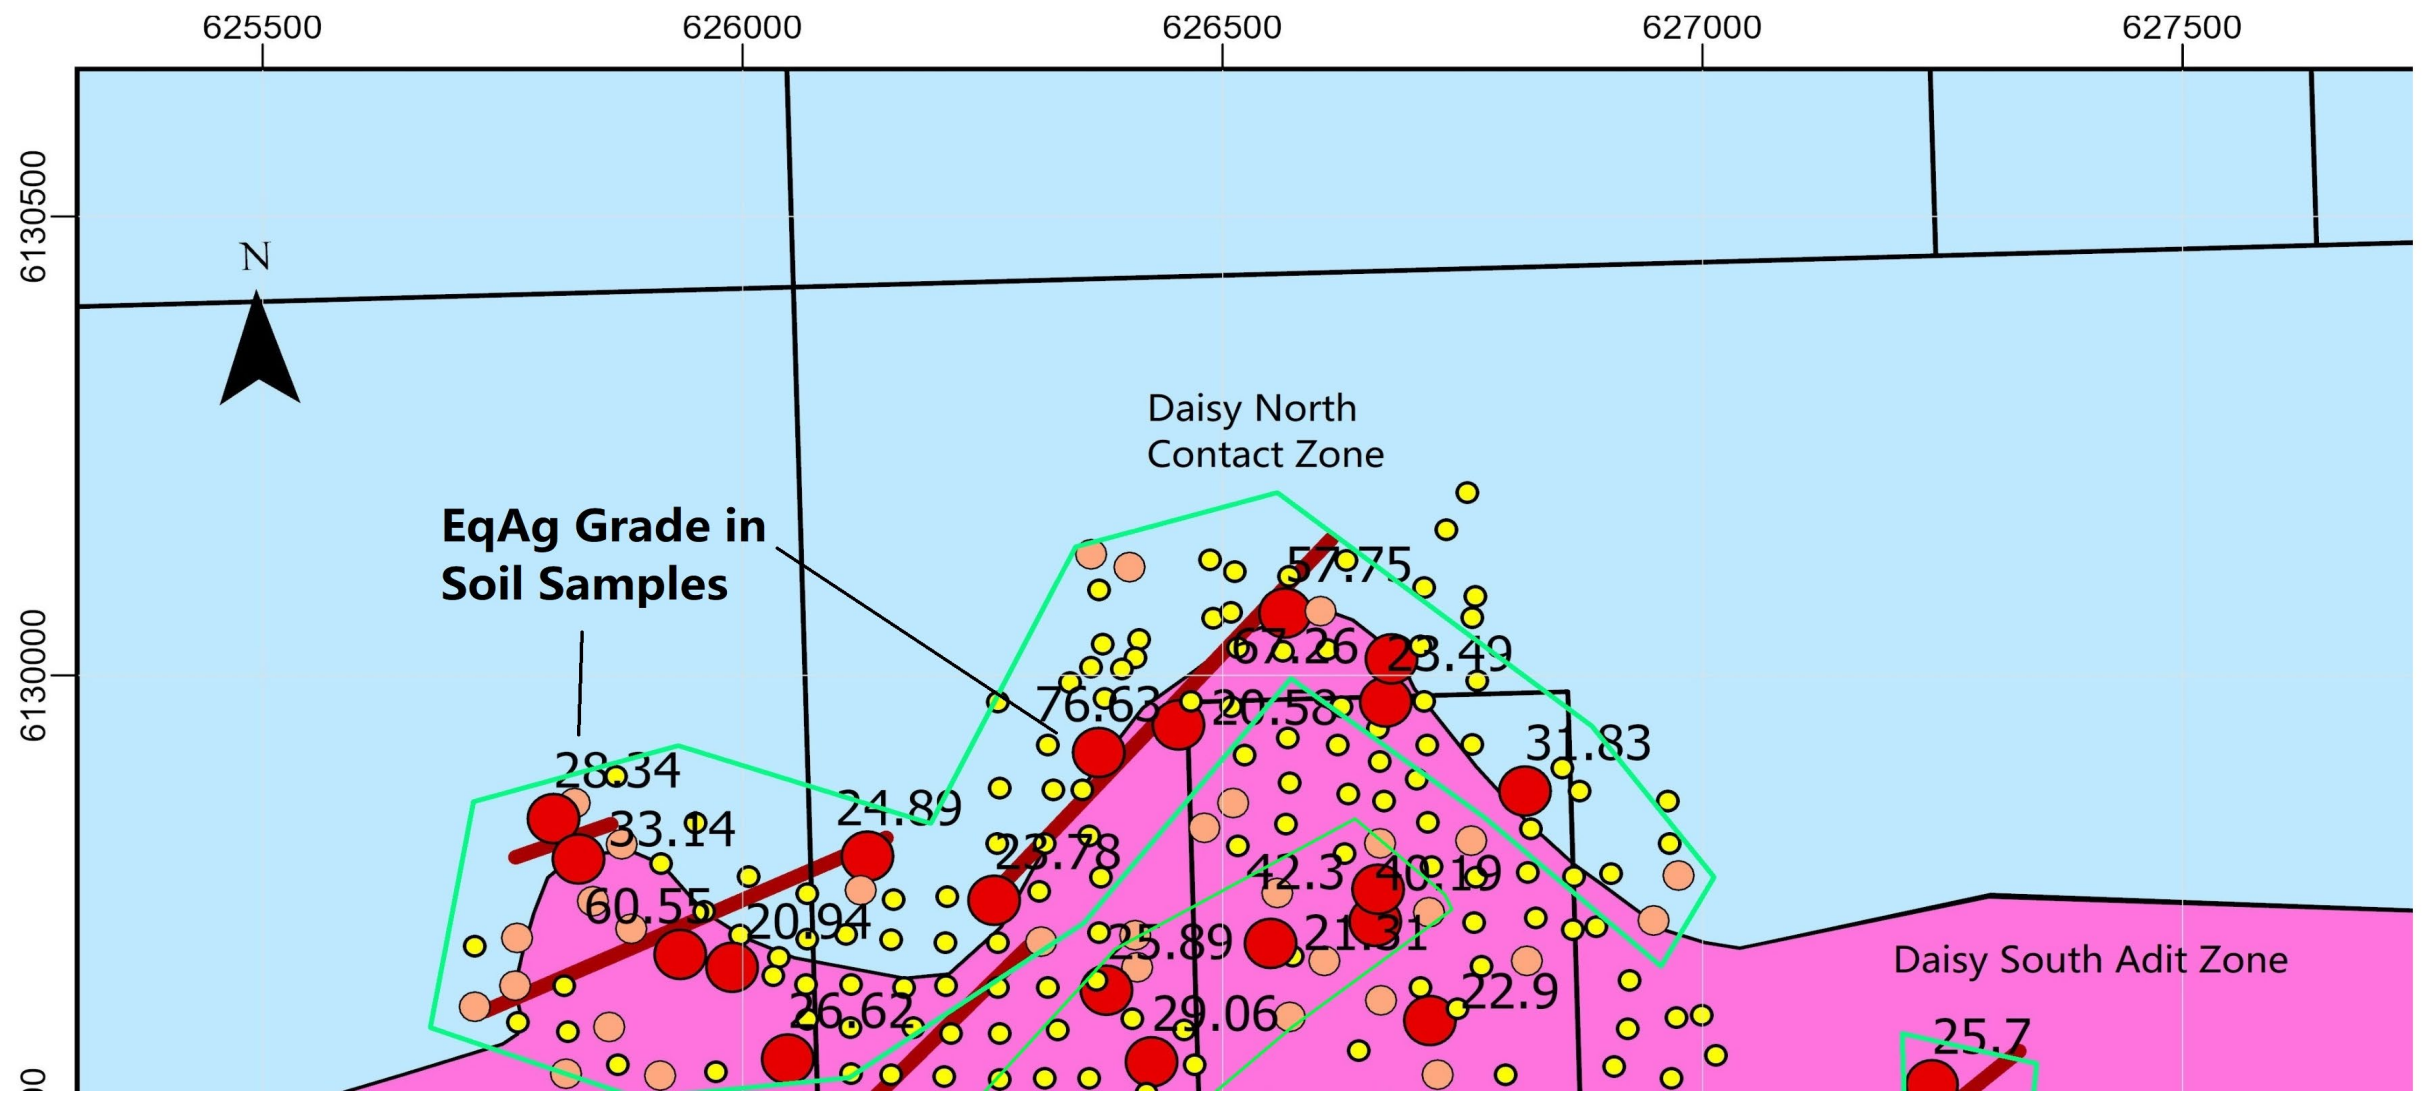 625500 626000 626500 627000 627500
6130500
N
Daisy North
Contact Zone
EqAg Grade in
Soil Samples
57.75
6130000
67.26 23.49
76.63 20.58
31.83
28.34
24.89
33.14
23.78
42.3 40.19
60.55
20.94
25.89 21.31
Daisy South Adit Zone
22.9
26.62 29.06
25.7
00